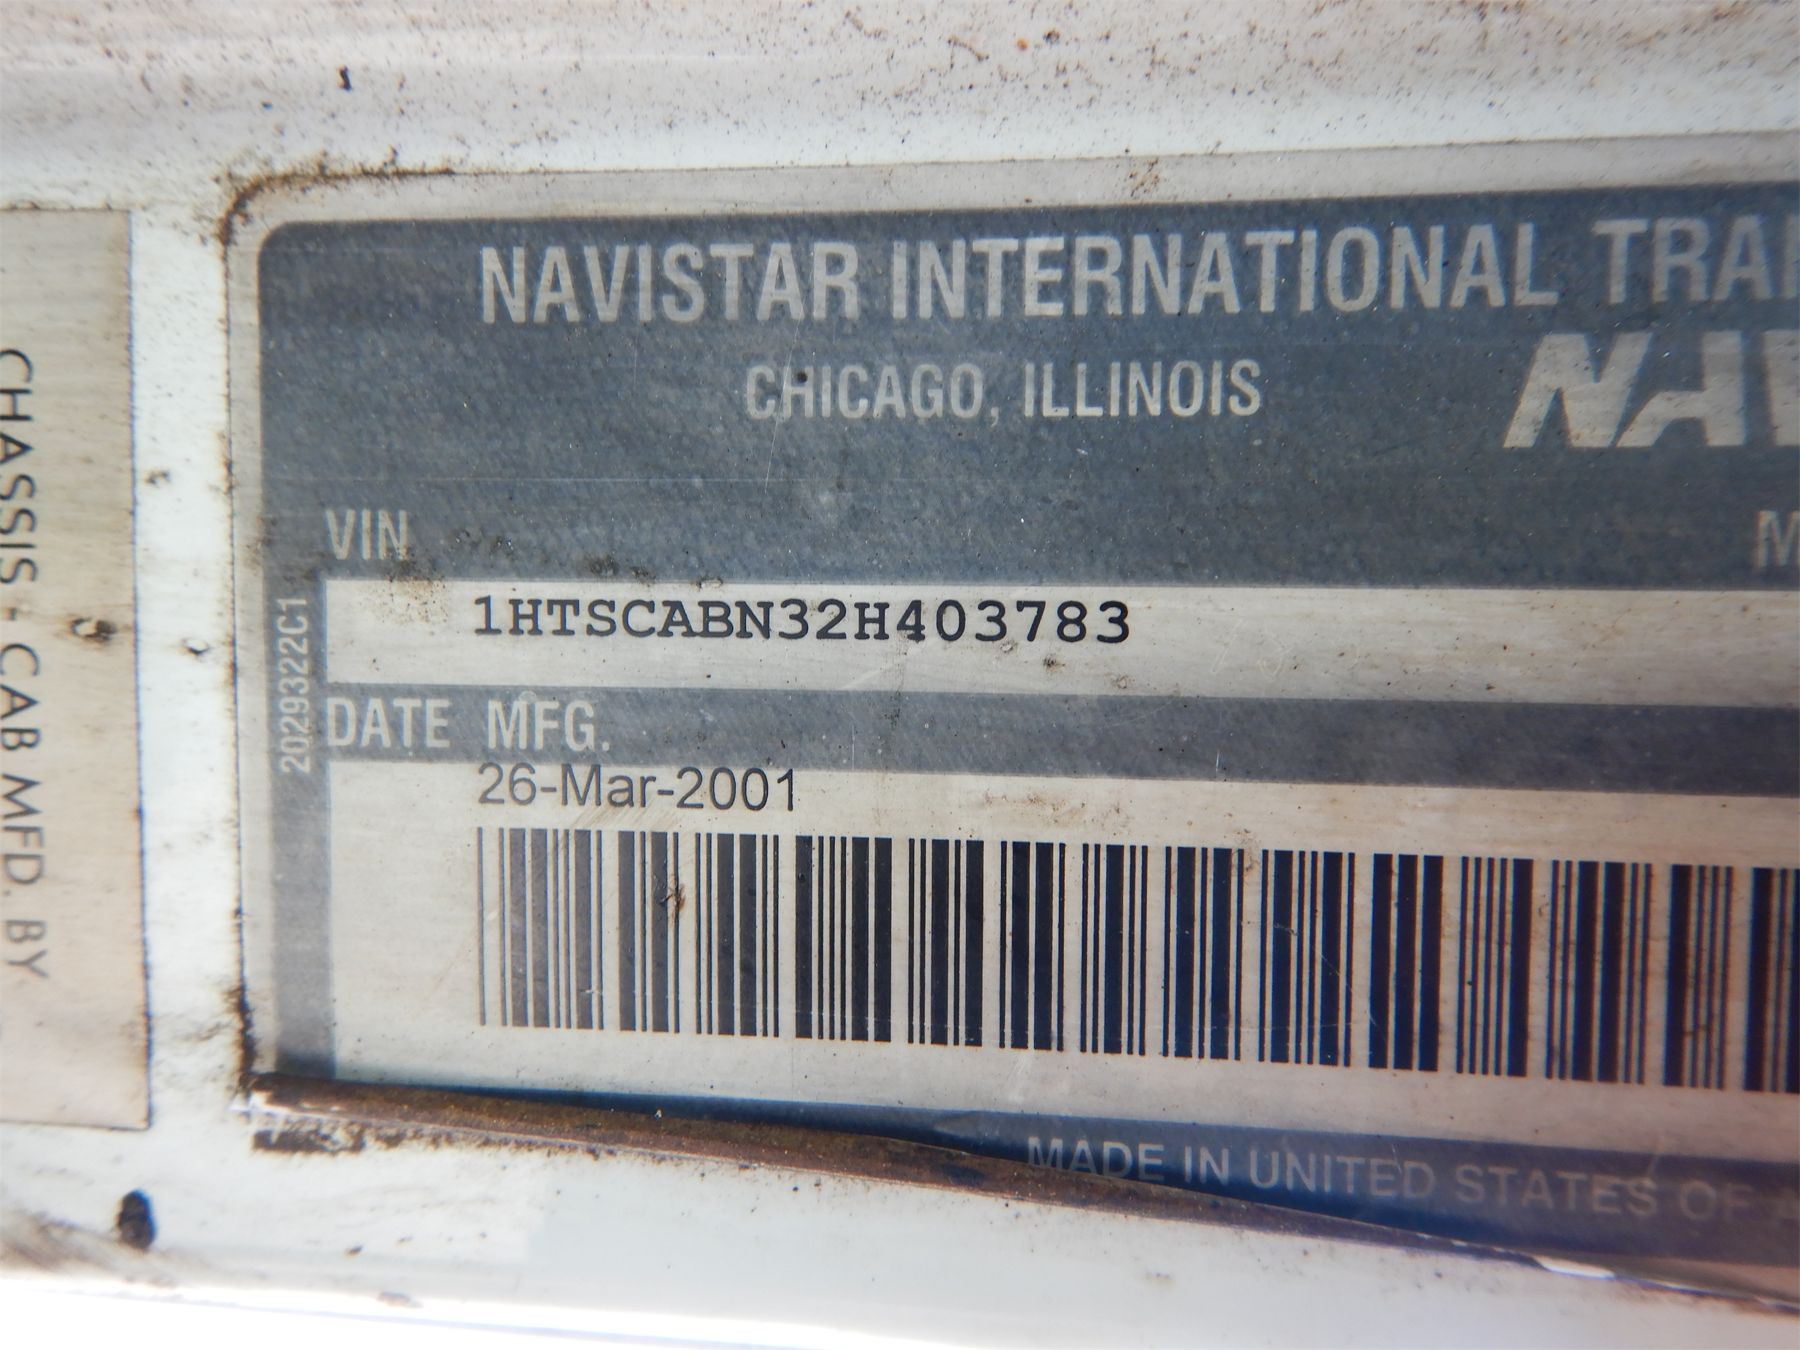 NAVISTAR INTERNATIONAL TRAN
CHICAGO, ILLINOIS
NAV
VIN
M
1HTSCABN32H403783
DATE MFG.
26-Mar-2001
2029322C1
MADE IN UNITED STATES OF A
CHASSIS - CAB MFD. BY